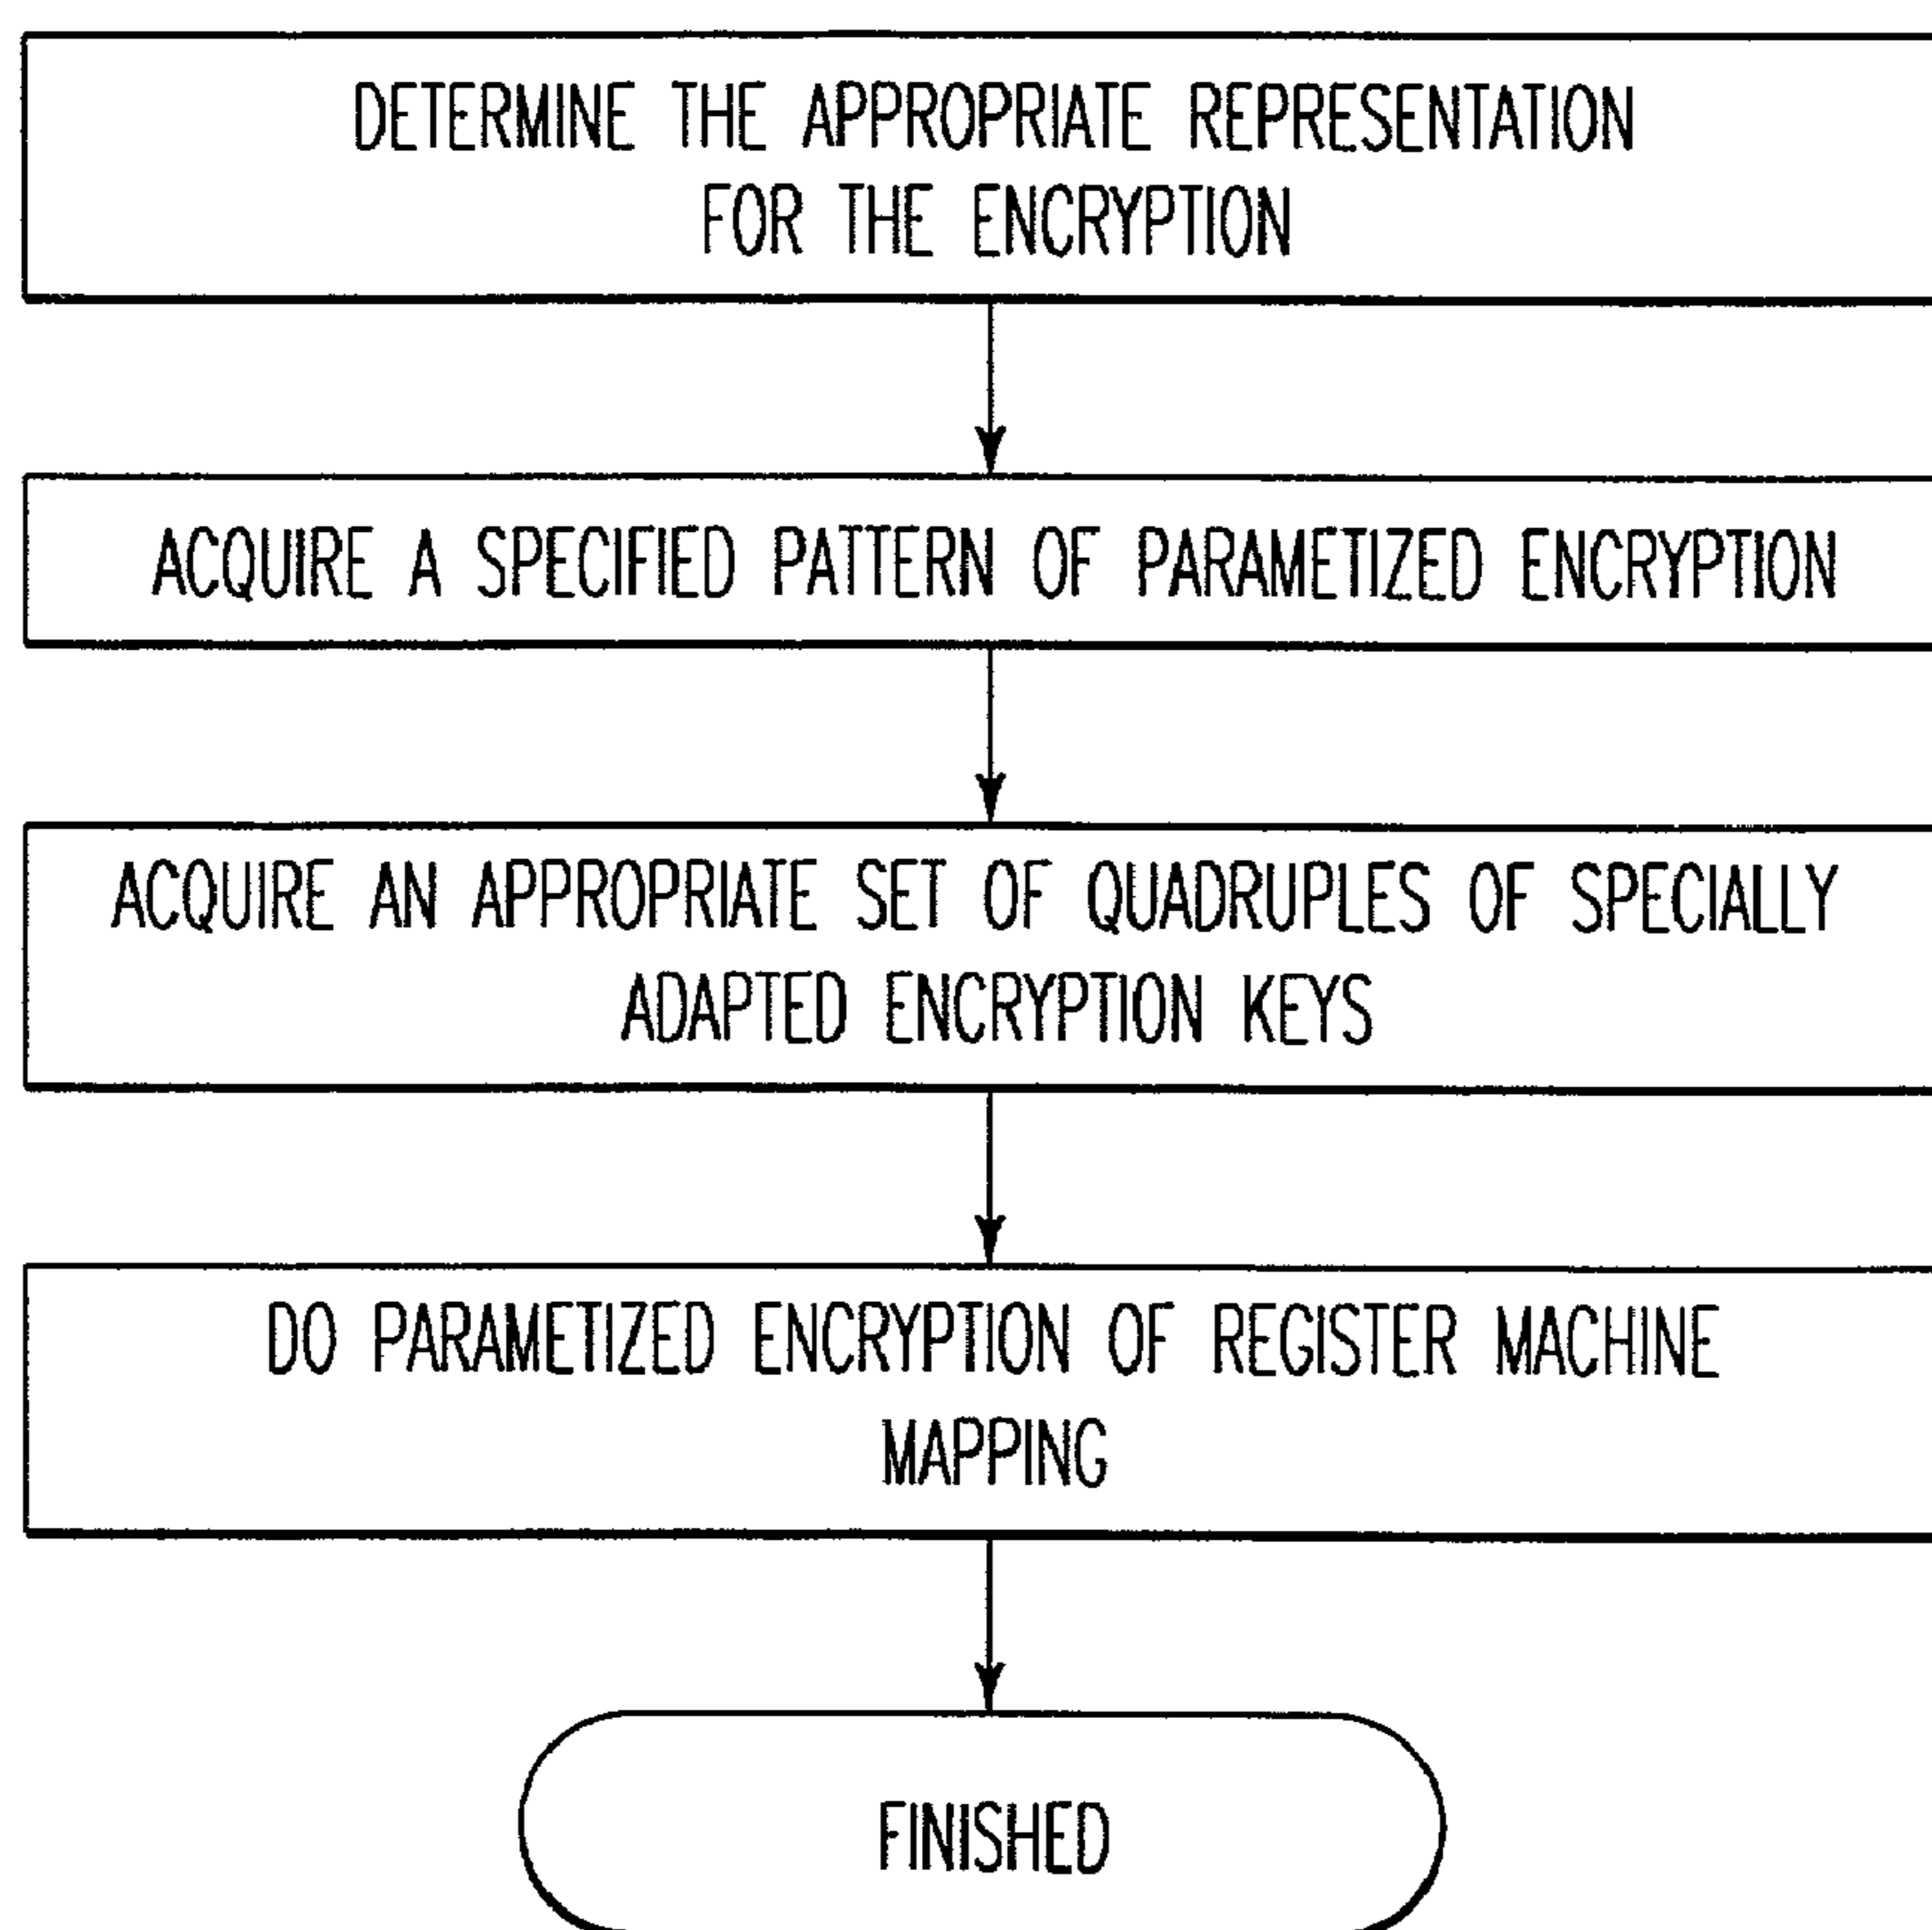 DETERMINE THE APPROPRIATE REPRESENTATION
FOR THE ENCRYPTION
ACQUIRE A SPECIFIED PATTERN OF PARAMETIZED ENCRYPTION
ACQUIRE AN APPROPRIATE SET OF QUADRUPLES OF SPECIALLY
ADAPTED ENCRYPTION KEYS
DO PARAMETIZED ENCRYPTION OF REGISTER MACHINE
MAPPING
FINISHED